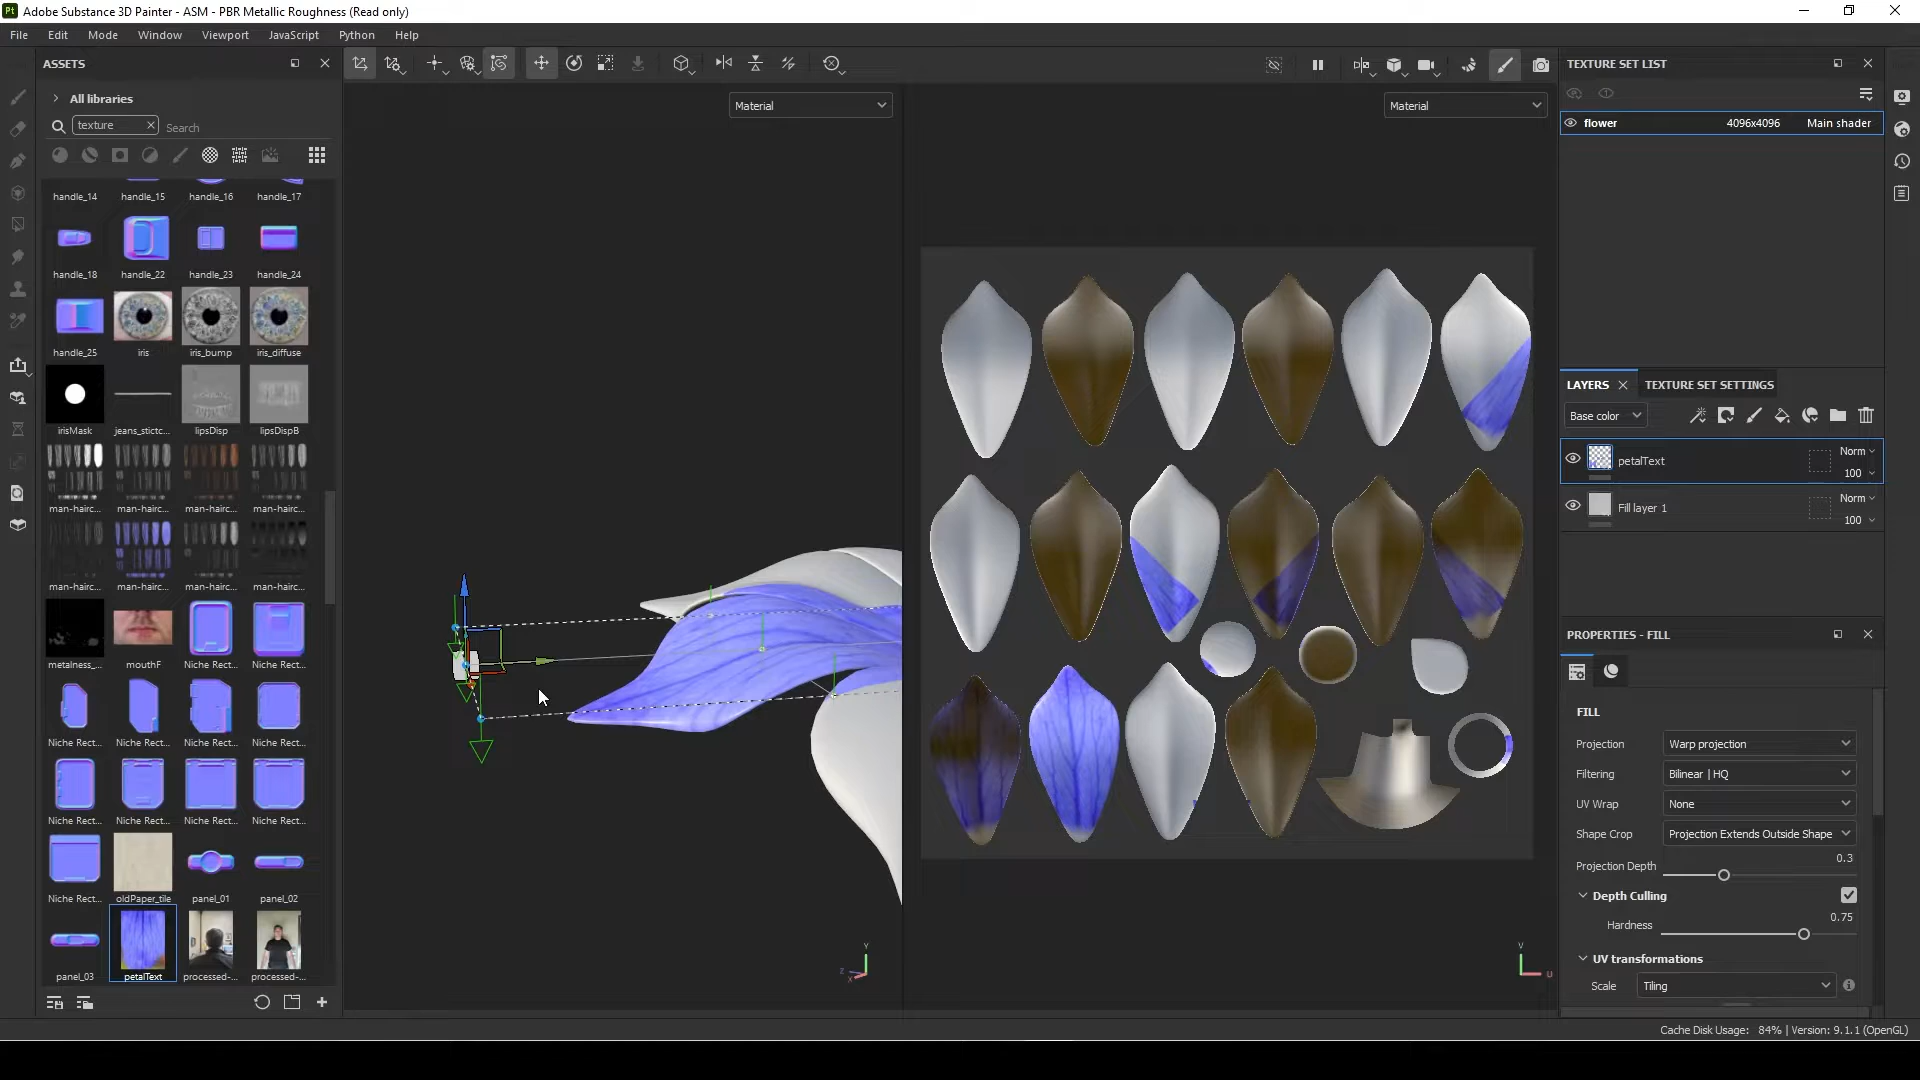 Pt Adobe Substance 3D Painter - ASM - PBR Metallic Roughness (Read only)
File Edit Mode Window Viewport JavaScript Python Help
ASSETS
All libraries
texture Search
handle_14 handle_15 handle_16 handle_17
handle_18 handle_22 handle_23 handle_24
handle_25 iris iris_bump iris_diffuse
irisMask jeans_stictc... lipsDisp lipsDispB
man-hairc... man-hairc... man-hairc... man-hairc...
man-hairc... man-hairc... man-hairc... man-hairc...
metalness_... mouthF Niche Rect... Niche Rect...
Niche Rect... Niche Rect... Niche Rect... Niche Rect...
Niche Rect... Niche Rect... Niche Rect... Niche Rect...
Niche Rect... oldPaper_tile panel_01 panel_02
panel_03 petalText processed-... processed-...
Material
Y
Z
X
Material
V
U
TEXTURE SET LIST
flower 4096x4096 Main shader
LAYERS TEXTURE SET SETTINGS
Base color
petalText Norm
100
Fill layer 1 Norm
100
PROPERTIES - FILL
FILL
Projection Warp projection
Filtering Bilinear | HQ
UV Wrap None
Shape Crop Projection Extends Outside Shape
Projection Depth 0.3
Depth Culling
Hardness 0.75
UV transformations
Scale Tiling
Cache Disk Usage: 84% | Version: 9.1.1 (OpenGL)